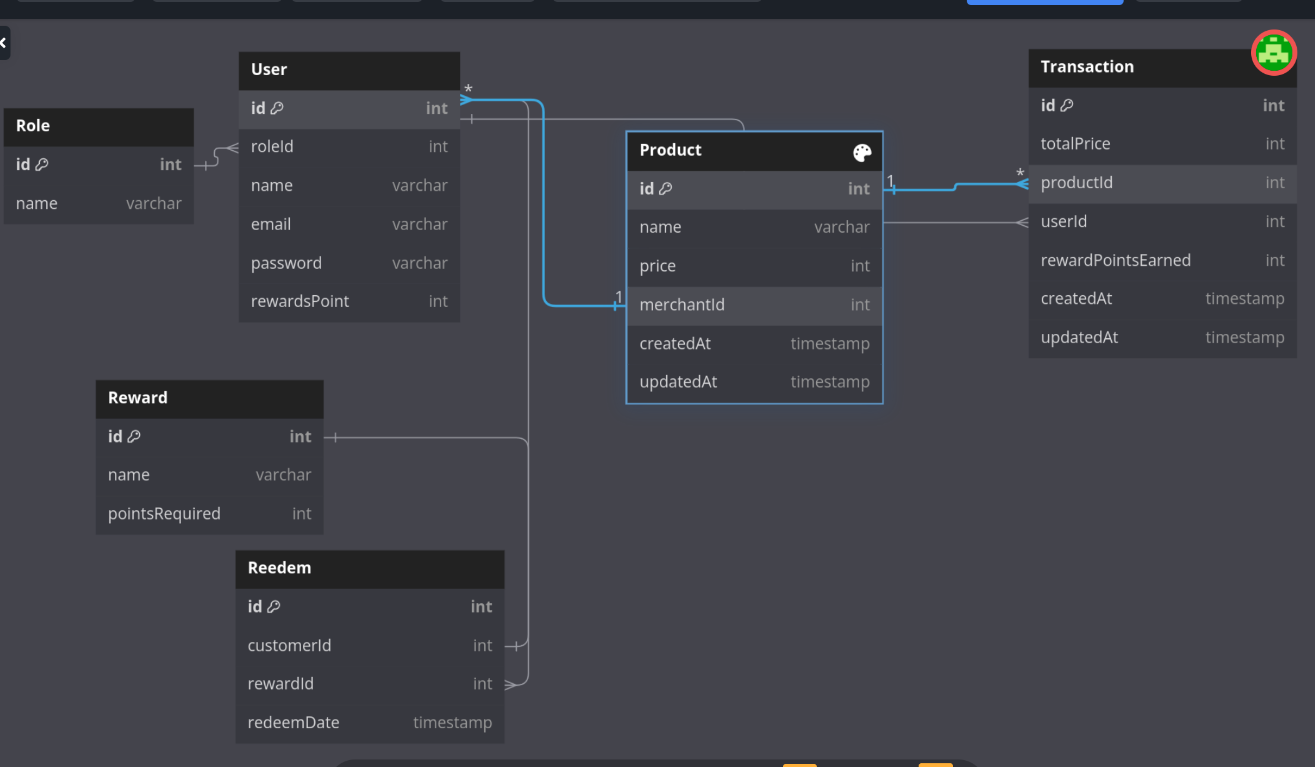 User
id int
roleId int
name varchar
email varchar
password varchar
rewardsPoint int
Role
id int
name varchar
Product
id int
name varchar
price int
merchantId int
createdAt timestamp
updatedAt timestamp
Transaction
id int
totalPrice int
productId int
userId int
rewardPointsEarned int
createdAt timestamp
updatedAt timestamp
*
1
1
*
Reward
id int
name varchar
pointsRequired int
Reedem
id int
customerId int
rewardId int
redeemDate timestamp